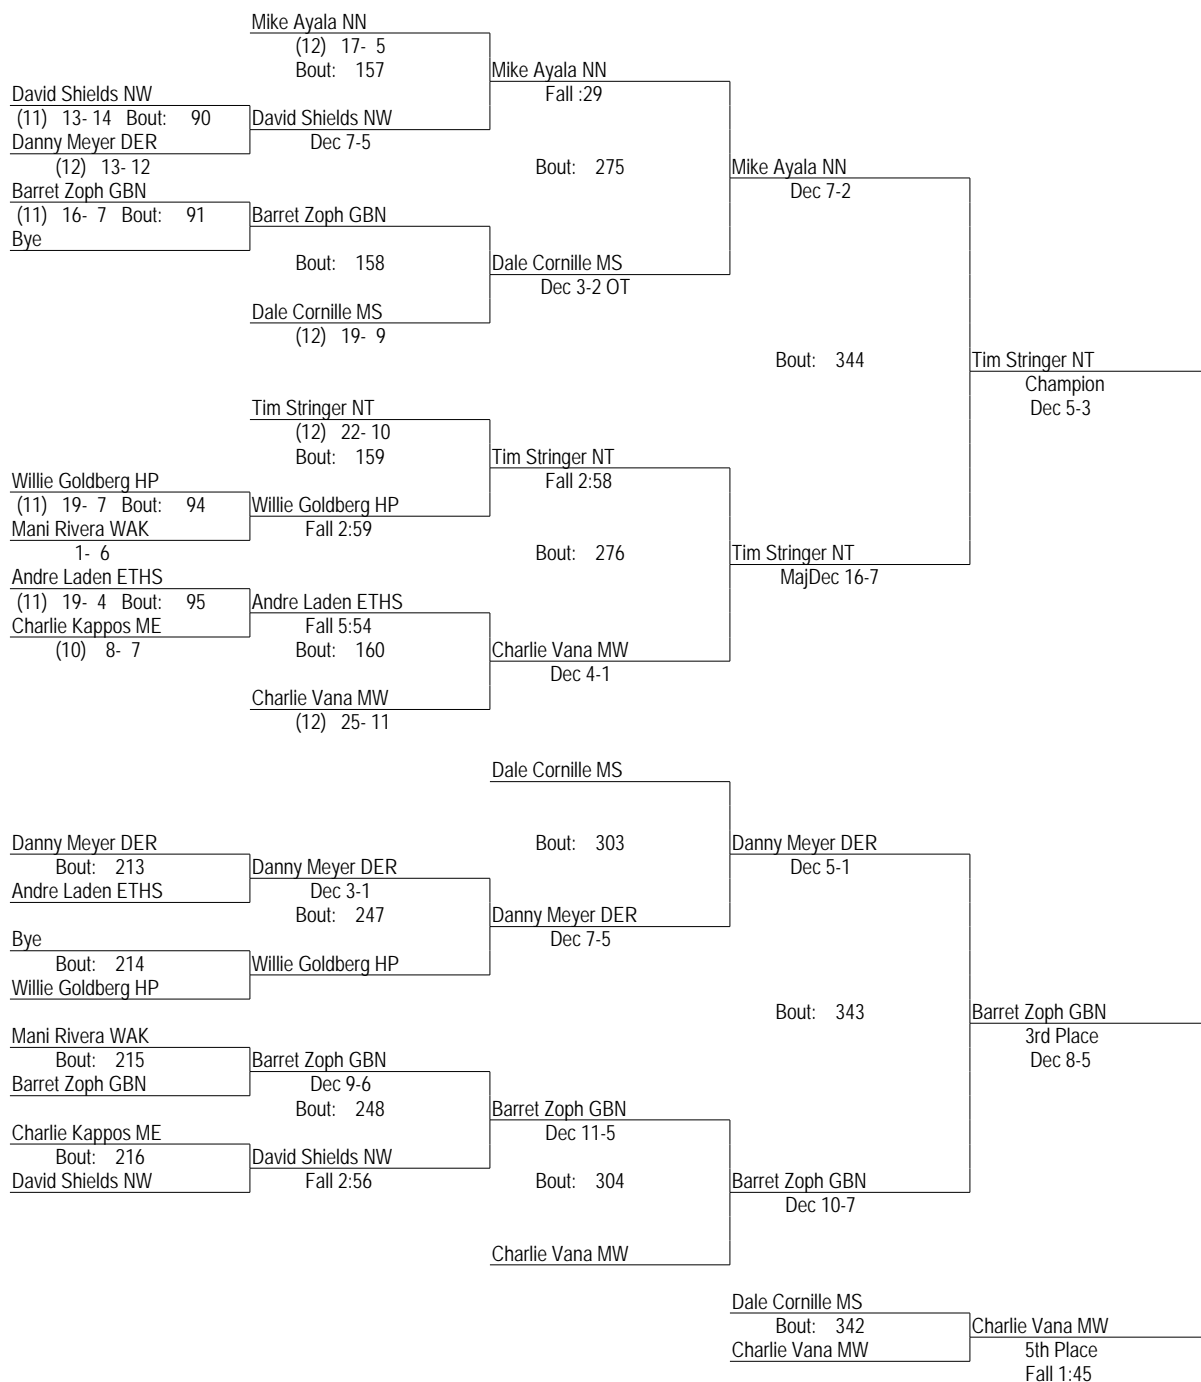 Mike Ayala NN
(12) 17- 5
Bout: 157
Mike Ayala NN
Fall :29
David Shields NW
(11) 13- 14 Bout: 90
David Shields NW
Danny Meyer DER
Dec 7-5
(12) 13- 12
Bout: 275
Mike Ayala NN
Dec 7-2
Barret Zoph GBN
(11) 16- 7 Bout: 91
Barret Zoph GBN
Bye
Bout: 158
Dale Cornille MS
Dec 3-2 OT
Dale Cornille MS
(12) 19- 9
Bout: 344
Tim Stringer NT
Champion
Dec 5-3
Tim Stringer NT
(12) 22- 10
Bout: 159
Tim Stringer NT
Fall 2:58
Willie Goldberg HP
(11) 19- 7 Bout: 94
Willie Goldberg HP
Mani Rivera WAK
Fall 2:59
1- 6
Bout: 276
Tim Stringer NT
MajDec 16-7
Andre Laden ETHS
(11) 19- 4 Bout: 95
Andre Laden ETHS
Charlie Kappos ME
Fall 5:54
(10) 8- 7
Bout: 160
Charlie Vana MW
Dec 4-1
Charlie Vana MW
(12) 25- 11
Dale Cornille MS
Danny Meyer DER
Bout: 303
Danny Meyer DER
Bout: 213
Danny Meyer DER
Dec 5-1
Andre Laden ETHS
Dec 3-1
Bout: 247
Danny Meyer DER
Dec 7-5
Bye
Bout: 214
Willie Goldberg HP
Willie Goldberg HP
Bout: 343
Barret Zoph GBN
3rd Place
Dec 8-5
Mani Rivera WAK
Bout: 215
Barret Zoph GBN
Barret Zoph GBN
Dec 9-6
Bout: 248
Barret Zoph GBN
Dec 11-5
Charlie Kappos ME
Bout: 216
David Shields NW
David Shields NW
Fall 2:56
Bout: 304
Barret Zoph GBN
Dec 10-7
Charlie Vana MW
Dale Cornille MS
Bout: 342
Charlie Vana MW
Charlie Vana MW
5th Place
Fall 1:45